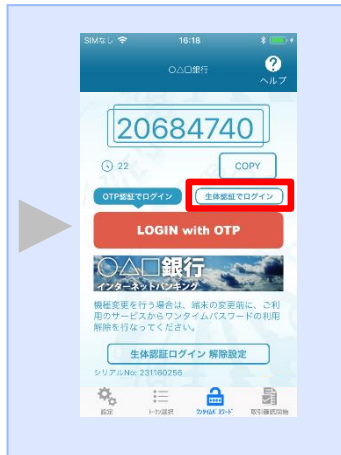 SIMなし 16:18
○△□銀行
ヘルプ
20684740
22 COPY
OTP認証でログイン 生体認証でログイン
LOGIN with OTP
○△□銀行
インターネットバンキング
機種変更を行う場合は、端末の変更前に、ご利
用のサービスからワンタイムパスワードの利用
解除を行なってください。
生体認証ログイン 解除設定
シリアルNo: 231160256
設定 トークン選択 ワンタイムパスワード 取引確認開始